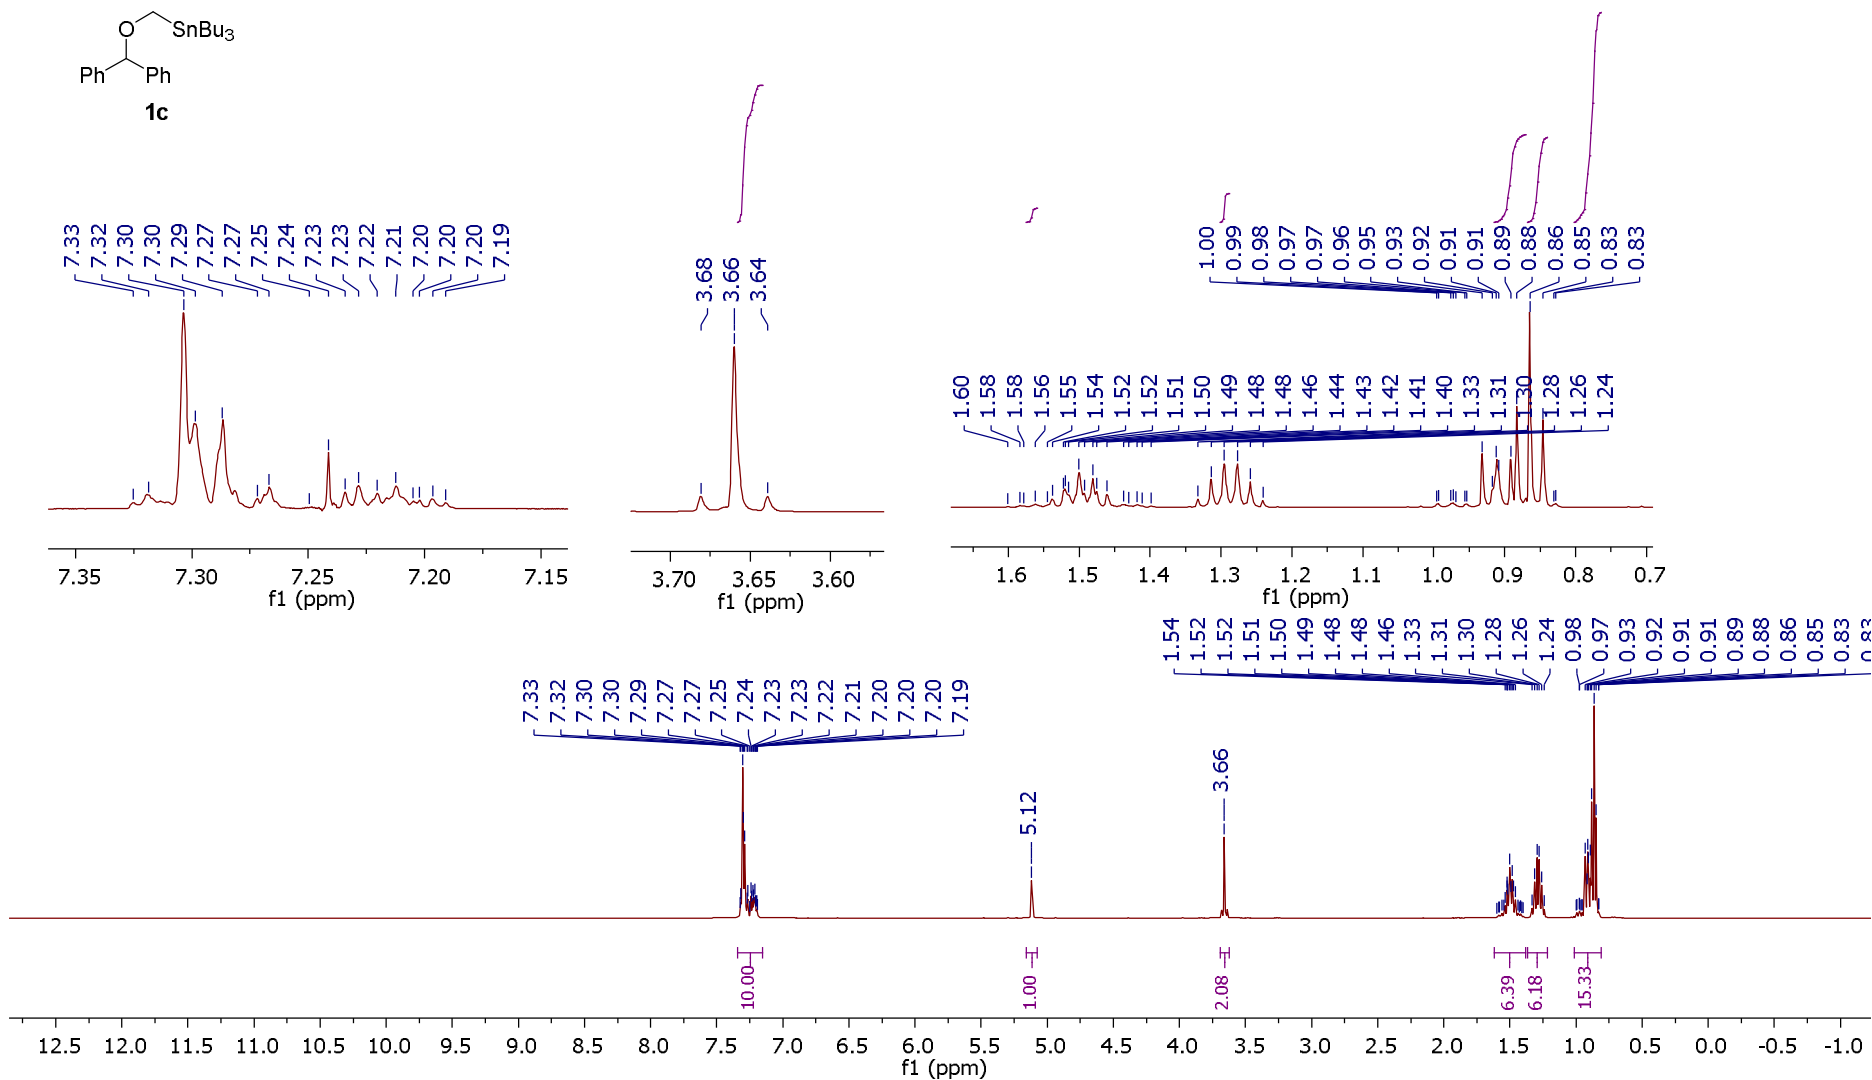 O
SnBu3
Ph Ph
1c
7.33 7.32 7.30 7.30 7.29 7.27 7.27 7.25 7.24 7.23 7.23 7.22 7.21 7.20 7.20 7.20 7.19
3.68 3.66 3.64
1.00 0.99 0.98 0.97 0.97 0.96 0.95 0.93 0.92 0.91 0.91 0.89 0.88 0.86 0.85 0.83 0.83
1.60 1.58 1.58 1.56 1.55 1.54 1.52 1.52 1.51 1.50 1.49 1.48 1.48 1.46 1.44 1.43 1.42 1.41 1.40 1.33 1.31 1.30 1.28 1.26 1.24
7.35 7.30 7.25 7.20 7.15
f1 (ppm)
3.70 3.65 3.60
f1 (ppm)
1.6 1.5 1.4 1.3 1.2 1.1 1.0 0.9 0.8 0.7
f1 (ppm)
7.33 7.32 7.30 7.30 7.29 7.27 7.27 7.25 7.24 7.23 7.23 7.22 7.21 7.20 7.20 7.20 7.19
5.12
3.66
1.54 1.52 1.52 1.51 1.50 1.49 1.48 1.48 1.46 1.33 1.31 1.30 1.28 1.26 1.24 0.98 0.97 0.93 0.92 0.91 0.91 0.89 0.88 0.86 0.85 0.83 0.83
10.00 1.00 2.08 6.39 6.18 15.33
12.5 12.0 11.5 11.0 10.5 10.0 9.5 9.0 8.5 8.0 7.5 7.0 6.5 6.0 5.5 5.0 4.5 4.0 3.5 3.0 2.5 2.0 1.5 1.0 0.5 0.0 -0.5 -1.0
f1 (ppm)